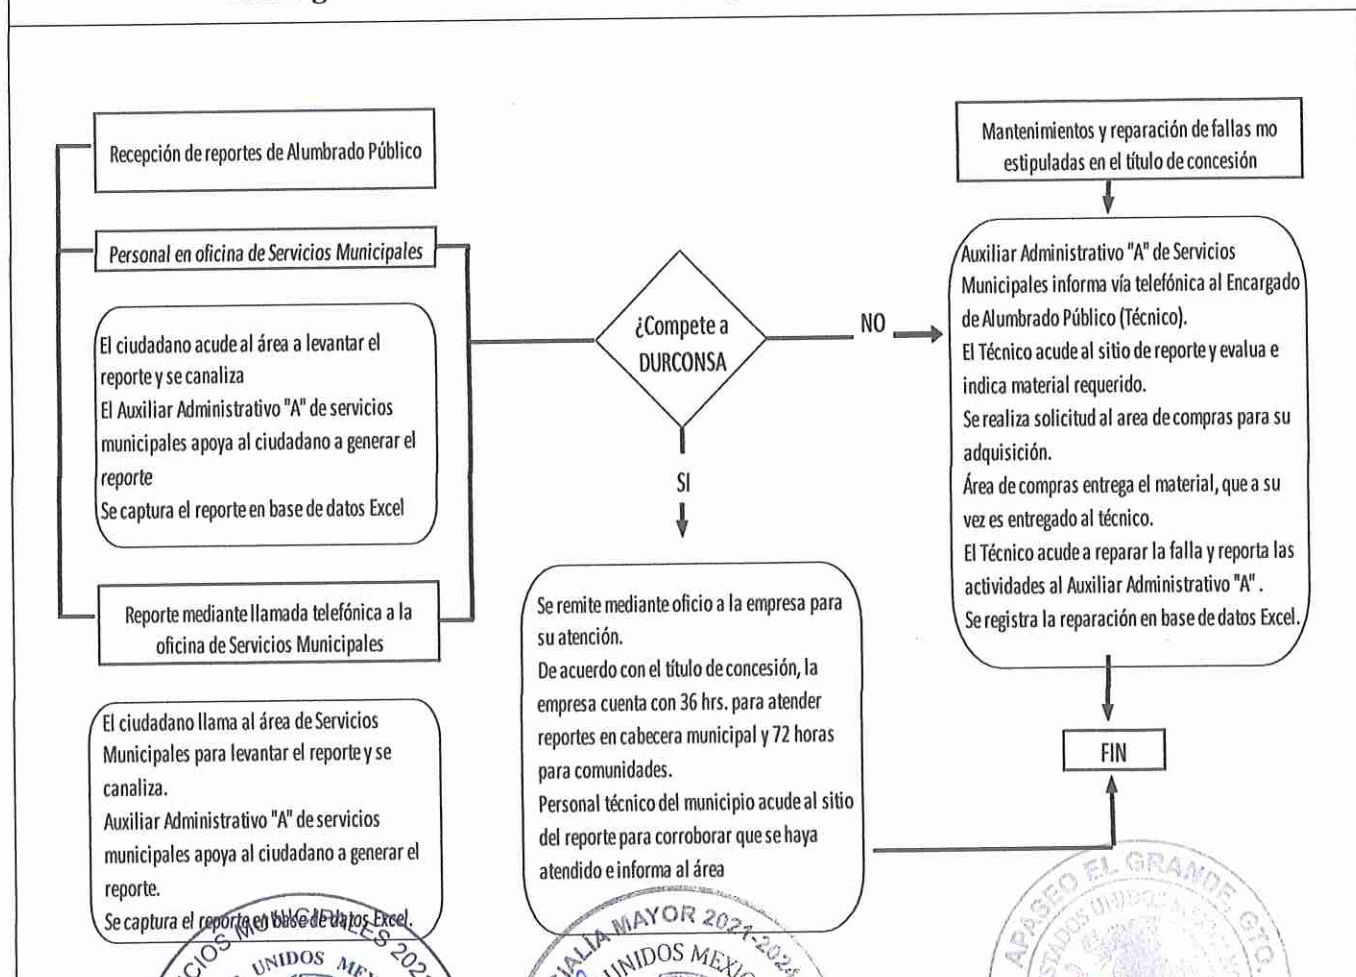 Recepción de reportes de Alumbrado Público
Personal en oficina de Servicios Municipales
El ciudadano acude al área a levantar el
reporte y se canaliza
El Auxiliar Administrativo "A" de servicios
municipales apoya al ciudadano a generar el
reporte
Se captura el reporte en base de datos Excel
Reporte mediante llamada telefónica a la
oficina de Servicios Municipales
El ciudadano llama al área de Servicios
Municipales para levantar el reporte y se
canaliza.
Auxiliar Administrativo "A" de servicios
municipales apoya al ciudadano a generar el
reporte.
Se captura el reporte en base de datos Excel.
¿Compete a
DURCONSA
NO
SI
Se remite mediante oficio a la empresa para
su atención.
De acuerdo con el título de concesión, la
empresa cuenta con 36 hrs. para atender
reportes en cabecera municipal y 72 horas
para comunidades.
Personal técnico del municipio acude al sitio
del reporte para corroborar que se haya
atendido e informa al área
Mantenimientos y reparación de fallas mo
estipuladas en el título de concesión
Auxiliar Administrativo "A" de Servicios
Municipales informa vía telefónica al Encargado
de Alumbrado Público (Técnico).
El Técnico acude al sitio de reporte y evalua e
indica material requerido.
Se realiza solicitud al area de compras para su
adquisición.
Área de compras entrega el material, que a su
vez es entregado al técnico.
El Técnico acude a reparar la falla y reporta las
actividades al Auxiliar Administrativo "A" .
Se registra la reparación en base de datos Excel.
FIN
UNIDOS
MAYOR 2021-2024
UNIDOS
APASEO EL GRANDE, GTO.
ESTADOS UNIDOS